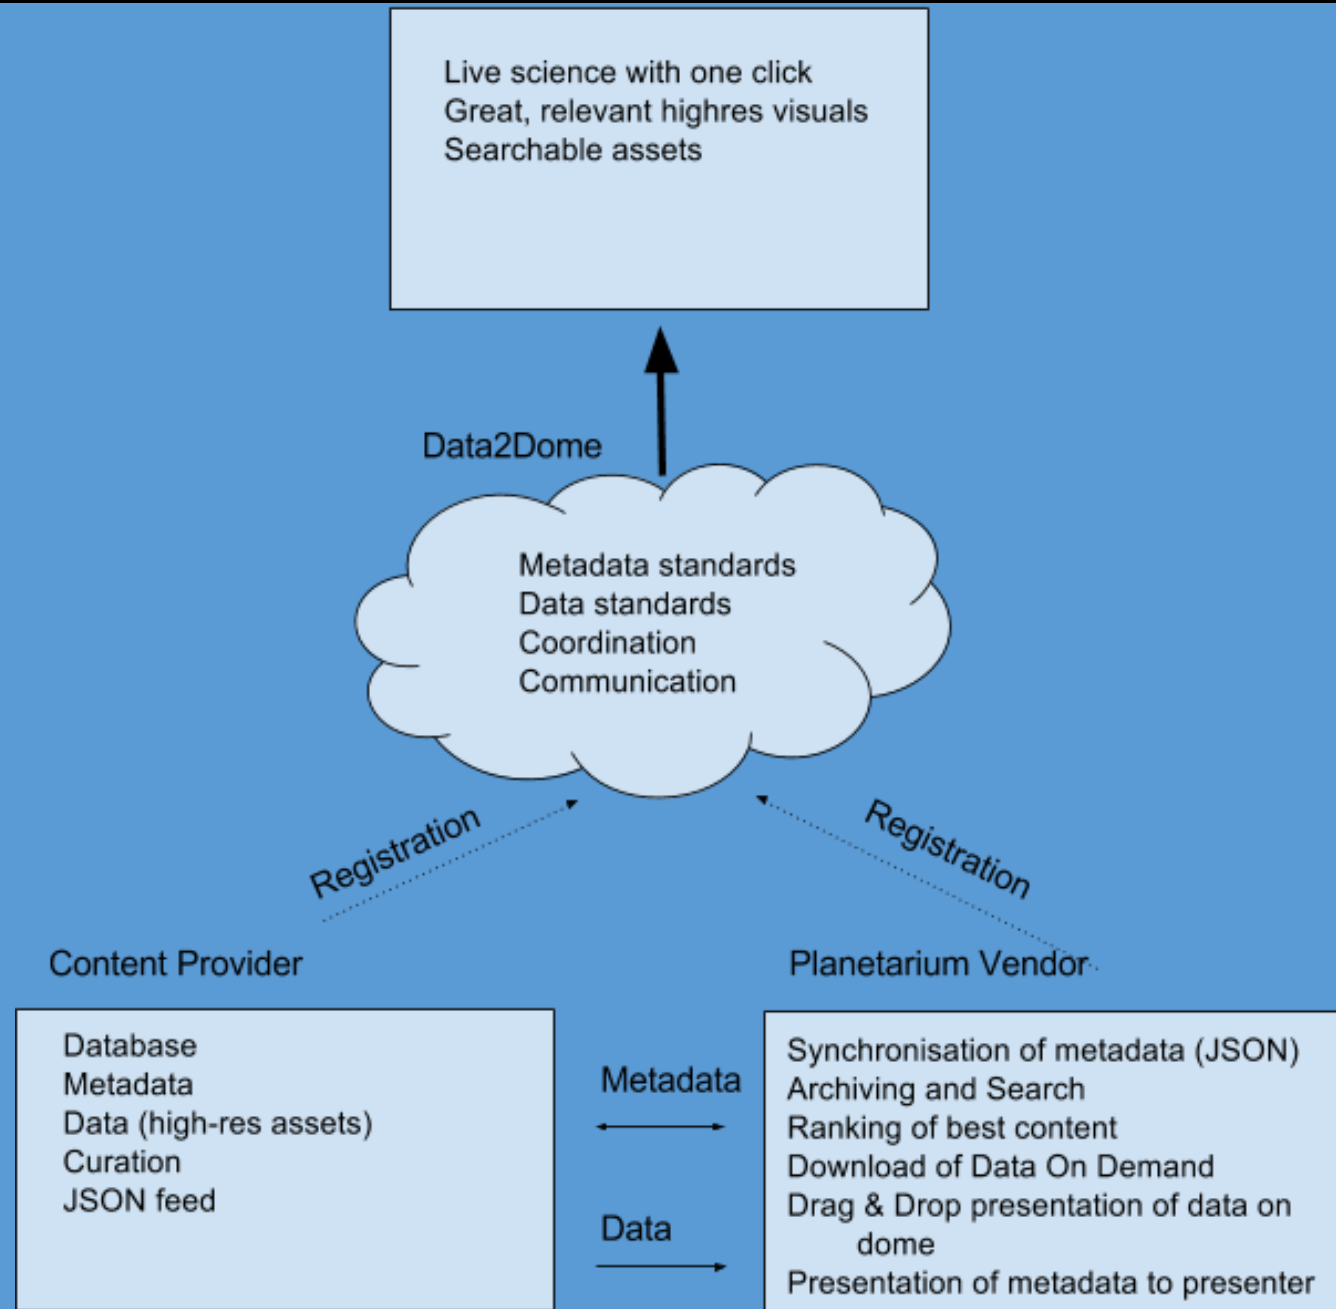 Live science with one click
Great, relevant highres visuals
Searchable assets
Data2Dome
Metadata standards
Data standards
Coordination
Communication
Registration
Registration
Content Provider
Database
Metadata
Data (high-res assets)
Curation
JSON feed
Metadata
Data
Planetarium Vendor
Synchronisation of metadata (JSON)
Archiving and Search
Ranking of best content
Download of Data On Demand
Drag & Drop presentation of data on
dome
Presentation of metadata to presenter